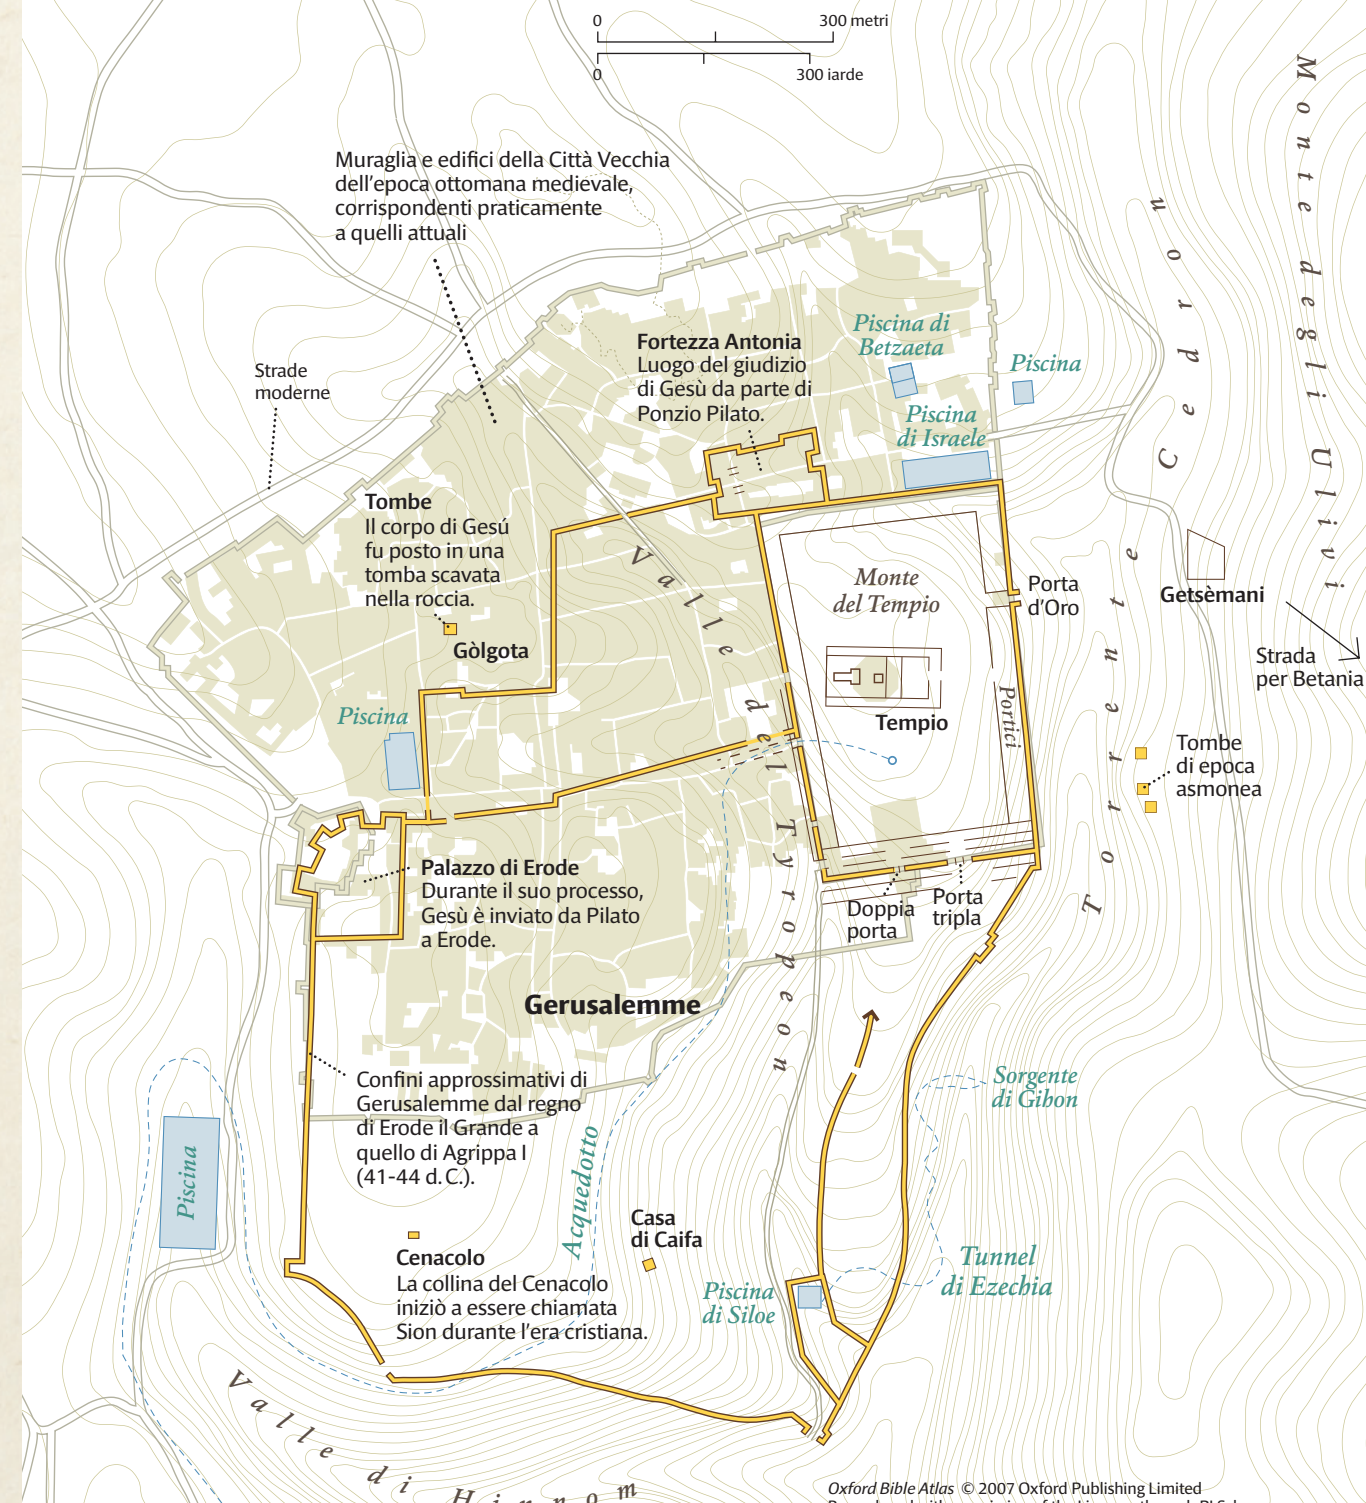 0 300 metri
0 300 iarde
Muraglia e edifici della Città Vecchia
dell'epoca ottomana medievale,
corrispondenti praticamente
a quelli attuali
Monte degli Ulivi
Torrente Cedron
Strade
moderne
Fortezza Antonia
Luogo del giudizio
di Gesù da parte di
Ponzio Pilato.
Piscina di
Betzaeta
Piscina
Piscina
di Israele
Tombe
Il corpo di Gesú
fu posto in una
tomba scavata
nella roccia.
Gòlgota
Valle del Tyropeon
Monte
del Tempio
Porta
d'Oro
Getsèmani
Strada
per Betania
Piscina
Tempio
Portici
Tombe
di epoca
asmonea
Palazzo di Erode
Durante il suo processo,
Gesù è inviato da Pilato
a Erode.
Doppia
porta
Porta
tripla
Gerusalemme
Confini approssimativi di
Gerusalemme dal regno
di Erode il Grande a
quello di Agrippa I
(41-44 d. C.).
Sorgente
di Gihon
Piscina
Acquedotto
Casa
di Caifa
Cenacolo
La collina del Cenacolo
iniziò a essere chiamata
Sion durante l'era cristiana.
Piscina
di Siloe
Tunnel
di Ezechia
Valle di Hinnom
Oxford Bible Atlas © 2007 Oxford Publishing Limited